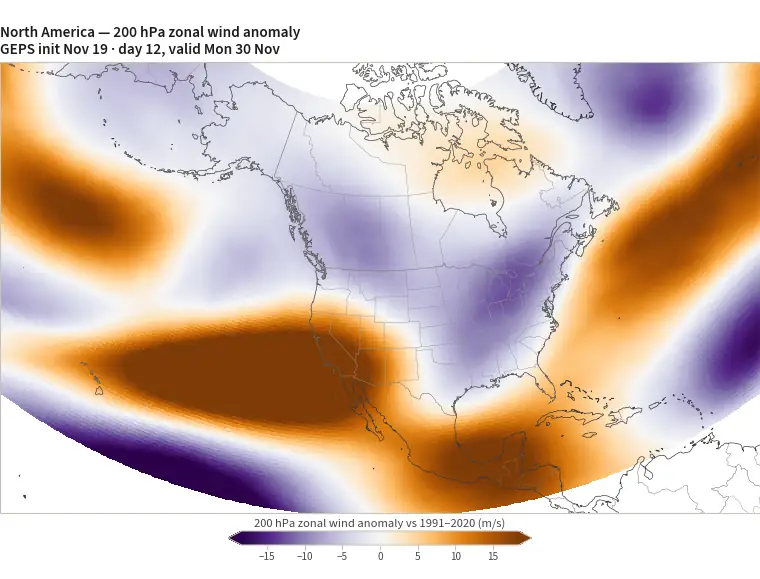 North America — 200 hPa zonal wind anomaly
GEPS init Nov 19 · day 12, valid Mon 30 Nov
200 hPa zonal wind anomaly vs 1991–2020 (m/s)
−15 −10 −5 0 5 10 15